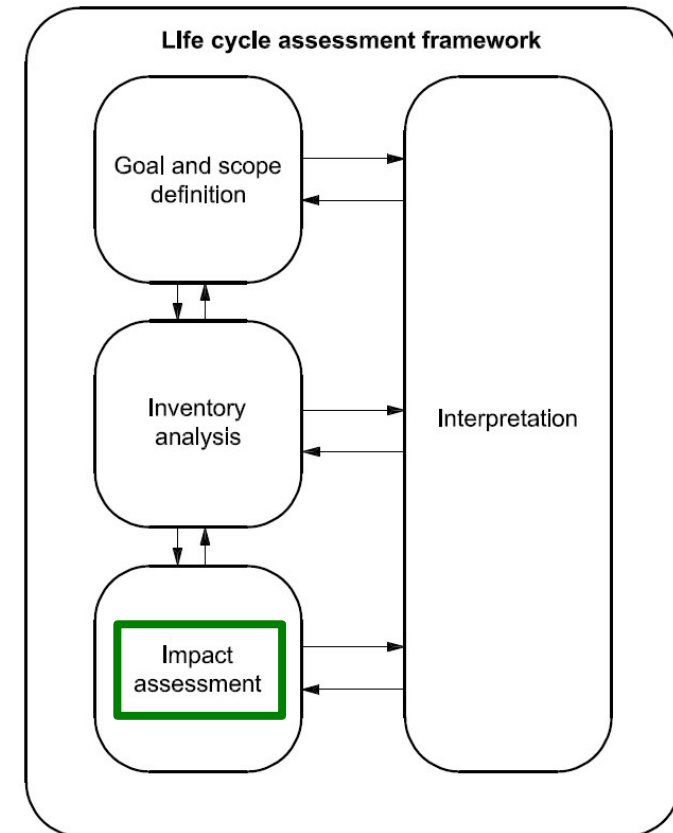 Life cycle assessment framework
Goal and scope
definition
Inventory
analysis
Interpretation
Impact
assessment